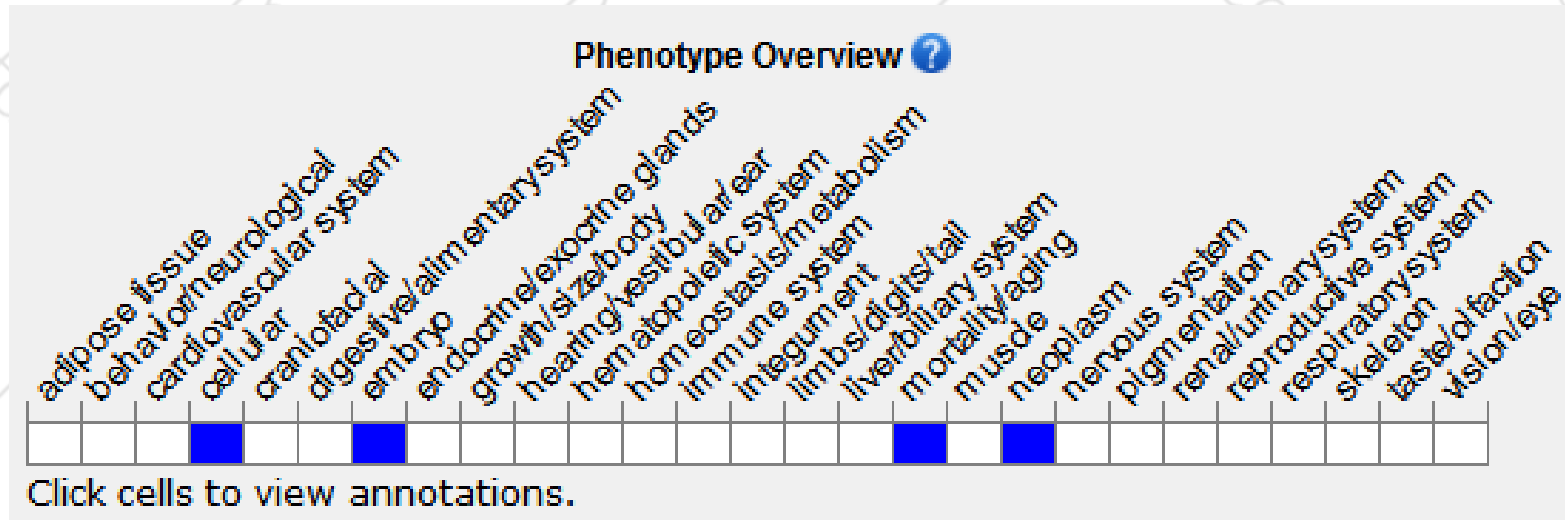 Phenotype Overview ?
adipose tissue
behavior/neurological
cardiovascular system
cellular
craniofacial
digestive/alimentary system
embryo
endocrine/exocrine glands
growth/size/body
hearing/vestibular/ear
hematopoietic system
homeostasis/metabolism
immune system
integument
limbs/digits/tail
liver/biliary system
mortality/aging
muscle
neoplasm
nervous system
pigmentation
renal/urinary system
reproductive system
respiratory system
skeleton
taste/olfaction
vision/eye
Click cells to view annotations.